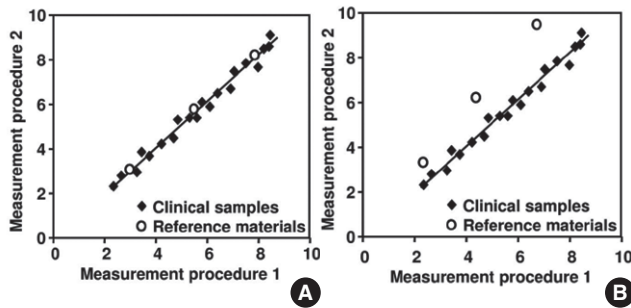 10
8
6
4
2
0
Measurement procedure 2
Clinical samples
Reference materials
0 2 4 6 8 10
Measurement procedure 1
A
10
8
6
4
2
0
Measurement procedure 2
Clinical samples
Reference materials
0 2 4 6 8 10
Measurement procedure 1
B